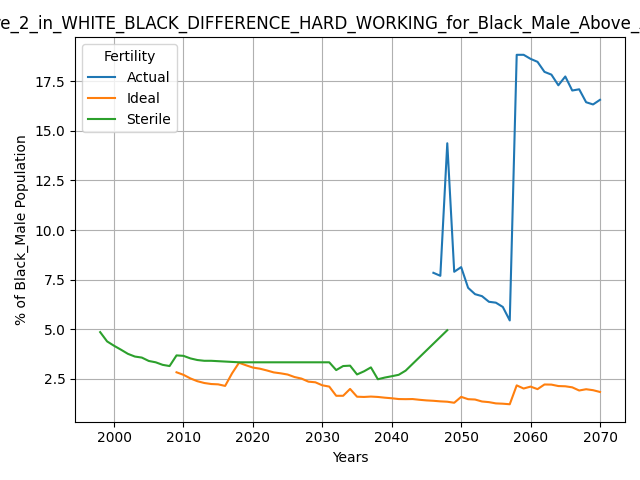 e_2_in_WHITE_BLACK_DIFFERENCE_HARD_WORKING_for_Black_Male_Above_
Fertility
Actual
Ideal
Sterile
17.5
15.0
12.5
10.0
7.5
5.0
2.5
% of Black_Male Population
2000 2010 2020 2030 2040 2050 2060 2070
Years